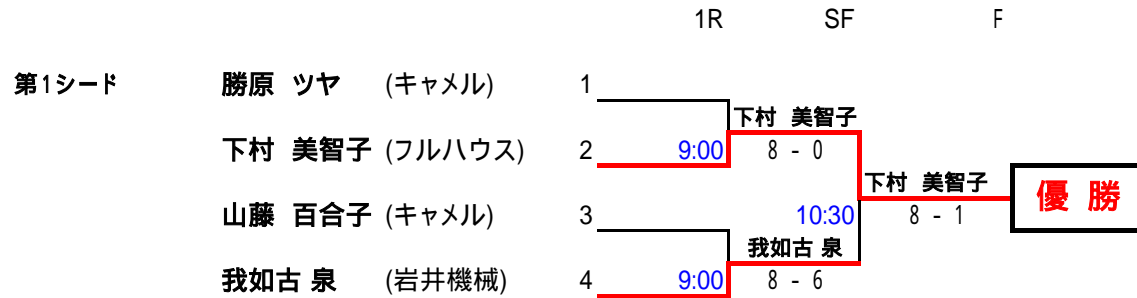 1R SF F
第1シード 勝原 ツヤ (キャメル) 1
下村 美智子
下村 美智子 (フルハウス) 2 9:00 8 - 0
下村 美智子 優 勝
山藤 百合子 (キャメル) 3 10:30 8 - 1
我如古 泉
我如古 泉 (岩井機械) 4 9:00 8 - 6